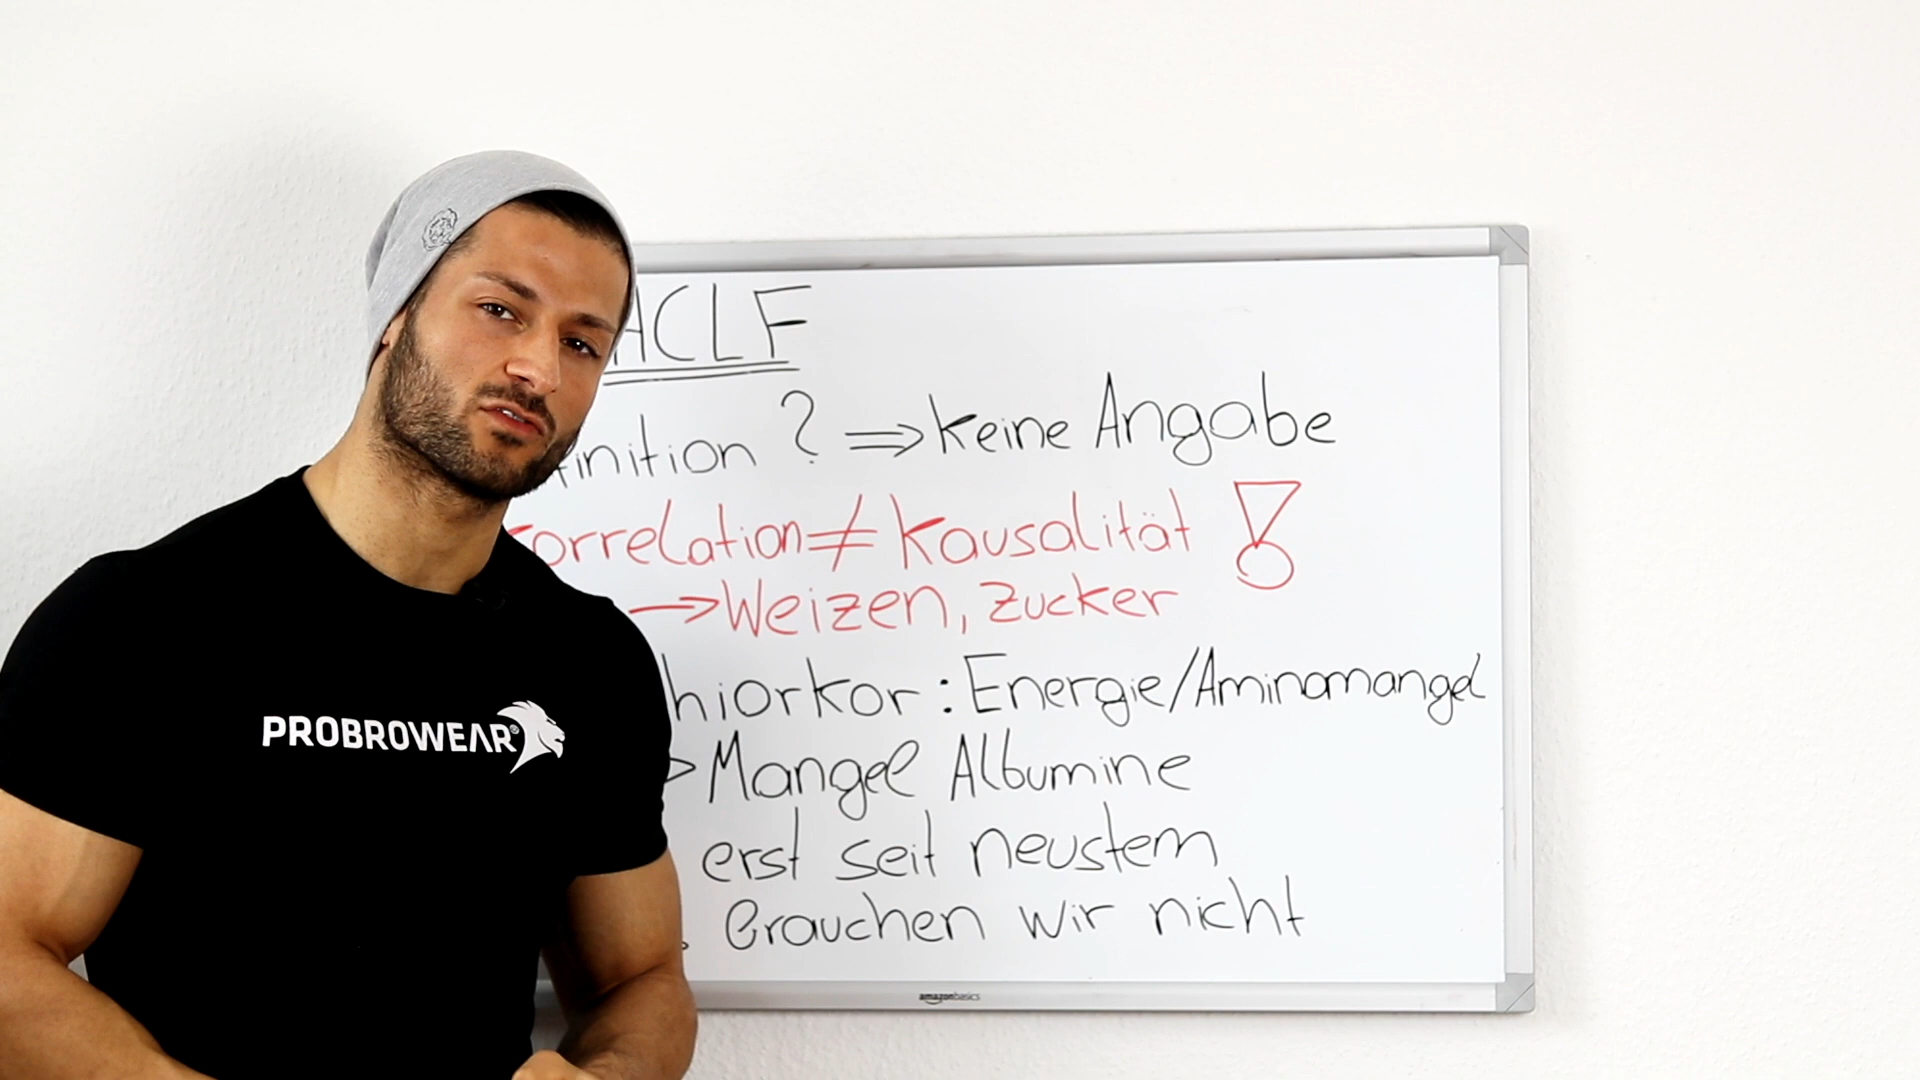 ACLF
finition? ⇒ keine Angabe
Korrelation ≠ Kausalität !
→ Weizen, Zucker
hiorkor: Energie/Aminomangel
> Mangel Albumine
erst seit neustem
brauchen wir nicht
PROBROWEAR®
amazonbasics